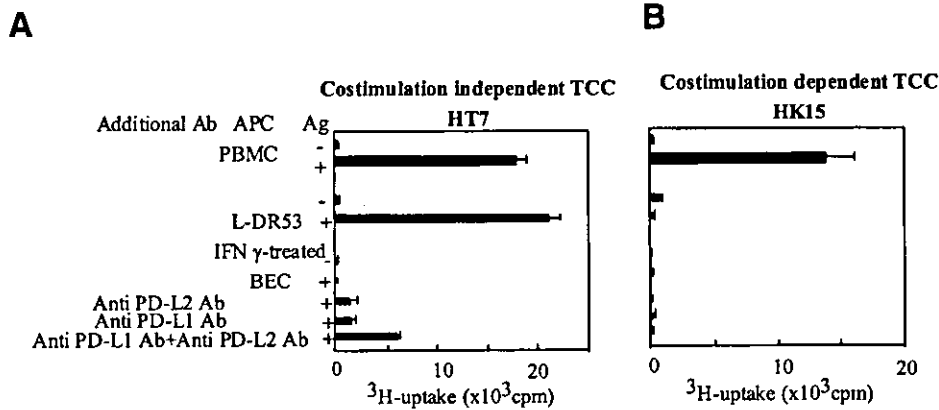 A
B
Costimulation independent TCC
HT7
Costimulation dependent TCC
HK15
Additional Ab APC Ag
PBMC
-
+
-
L-DR53 +
IFN γ-treated -
BEC +
Anti PD-L2 Ab +
Anti PD-L1 Ab +
Anti PD-L1 Ab+Anti PD-L2 Ab +
0 10 20
³H-uptake (x10³cpm)
0 10 20
³H-uptake (x10³cpm)